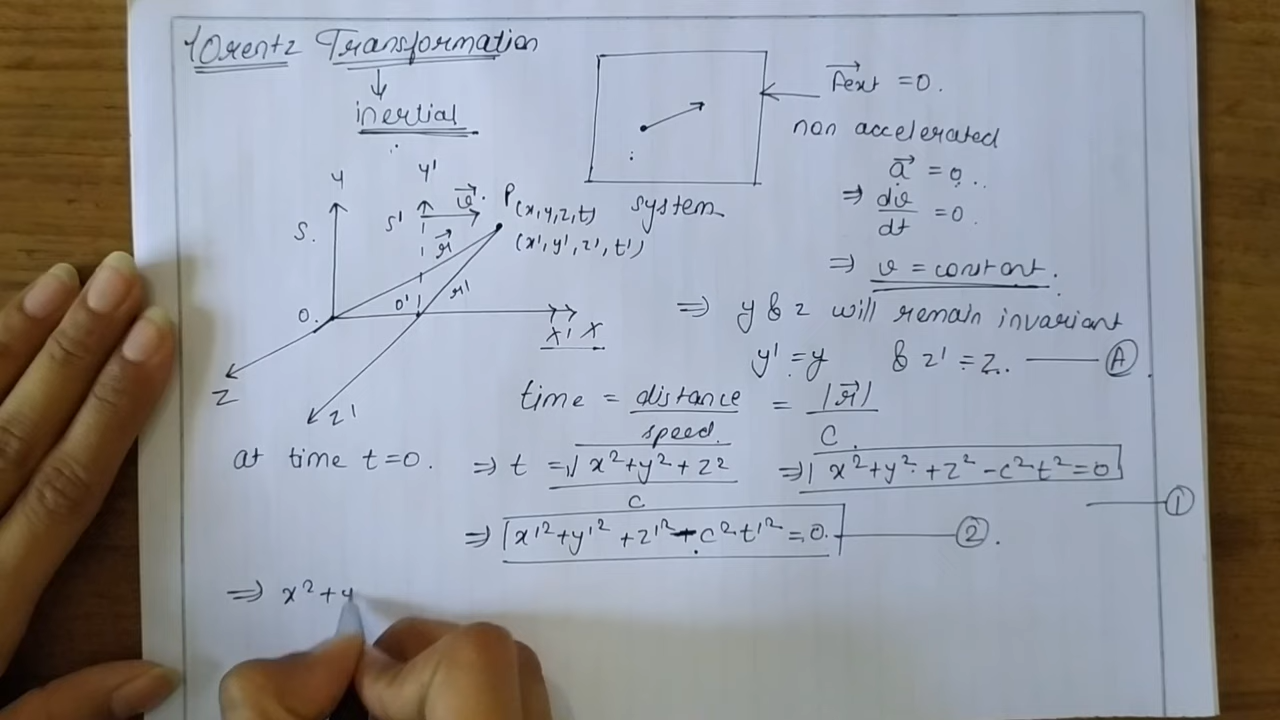 Lorentz Transformation
↓
inertial
F⃗ext = 0.
non accelerated
a⃗ = 0..
⇒ dv/dt = 0.
⇒ v = constant.
system
Y Y'
S. S' v⃗.
P (x,y,z,t)
(x',y',z',t')
r⃗
r'
O. O'
X' X
Z
Z'
⇒ y & z will remain invariant
y' = y & z' = z. —— Ⓐ.
time = distance/speed. = |r⃗|/c.
at time t=0. ⇒ t = √x²+y²+z²/c ⇒ x²+y²+z²-c²t²=0
—— ①
⇒ x'²+y'²+z'²-c²t'²=0. —— ②.
⇒ x²+y